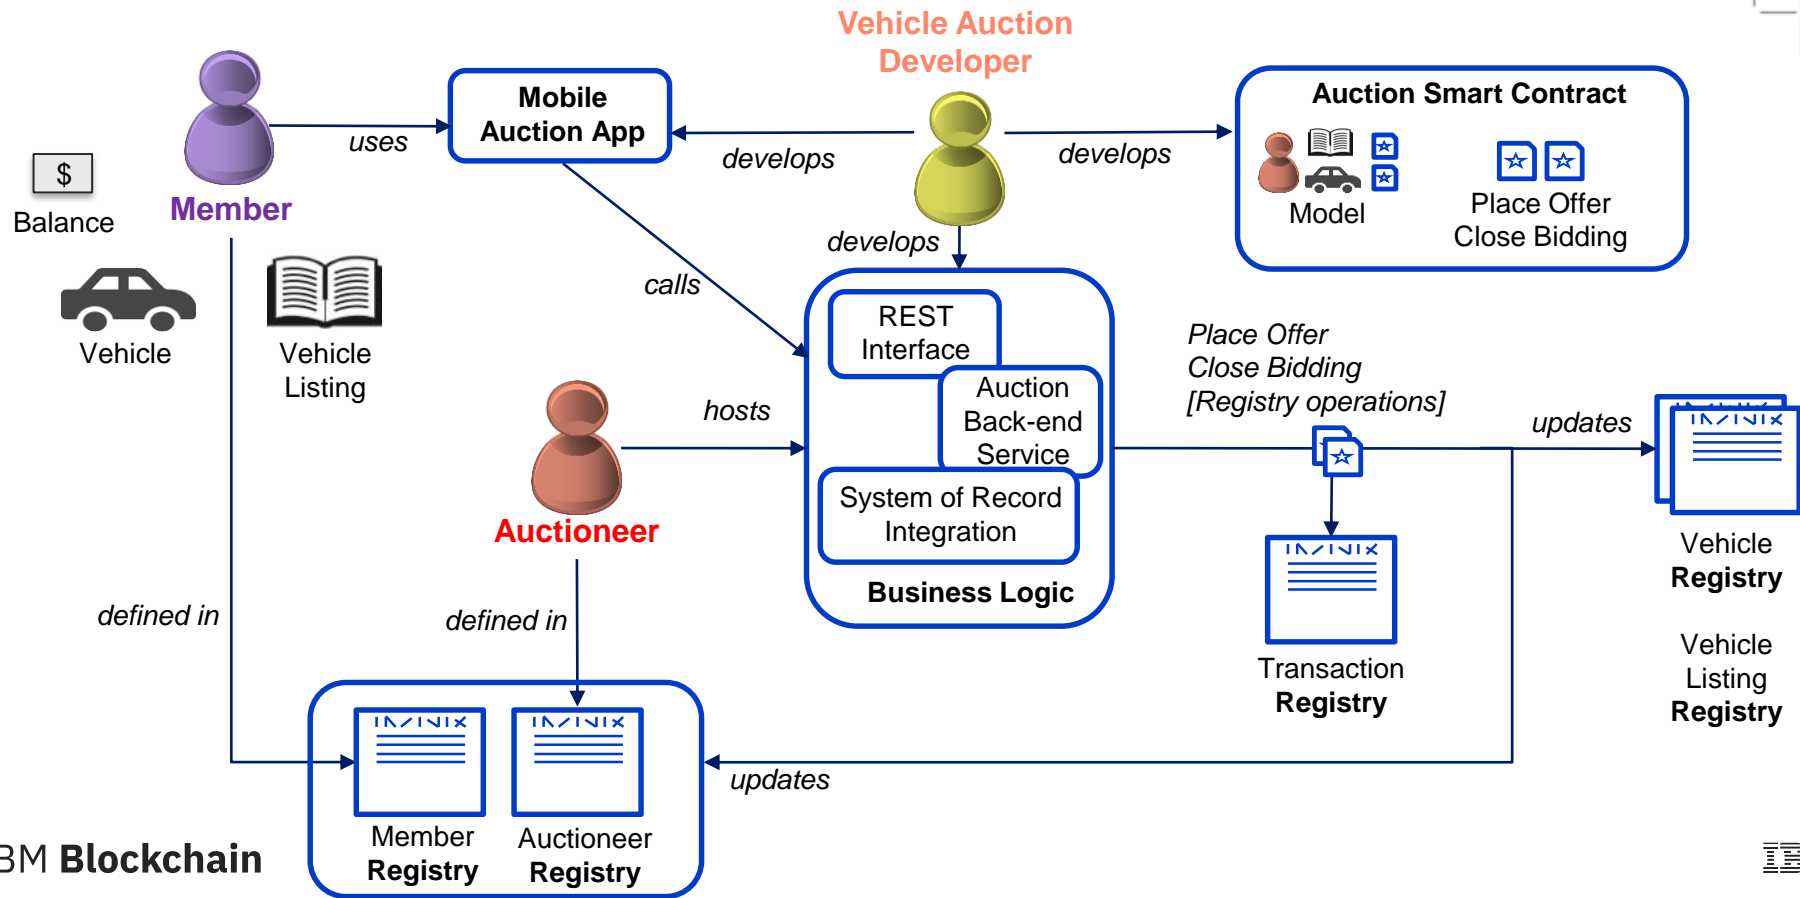 Vehicle Auction
Developer
Mobile
Auction App
Auction Smart Contract
uses
develops
develops
$
Balance
Member
Model
Place Offer
Close Bidding
develops
calls
Vehicle
Vehicle
Listing
REST
Interface
Auction
Back-end
Service
System of Record
Integration
Business Logic
Place Offer
Close Bidding
[Registry operations]
updates
hosts
Auctioneer
Vehicle
Registry
Vehicle
Listing
Registry
defined in
defined in
Transaction
Registry
updates
Member
Registry
Auctioneer
Registry
BM Blockchain